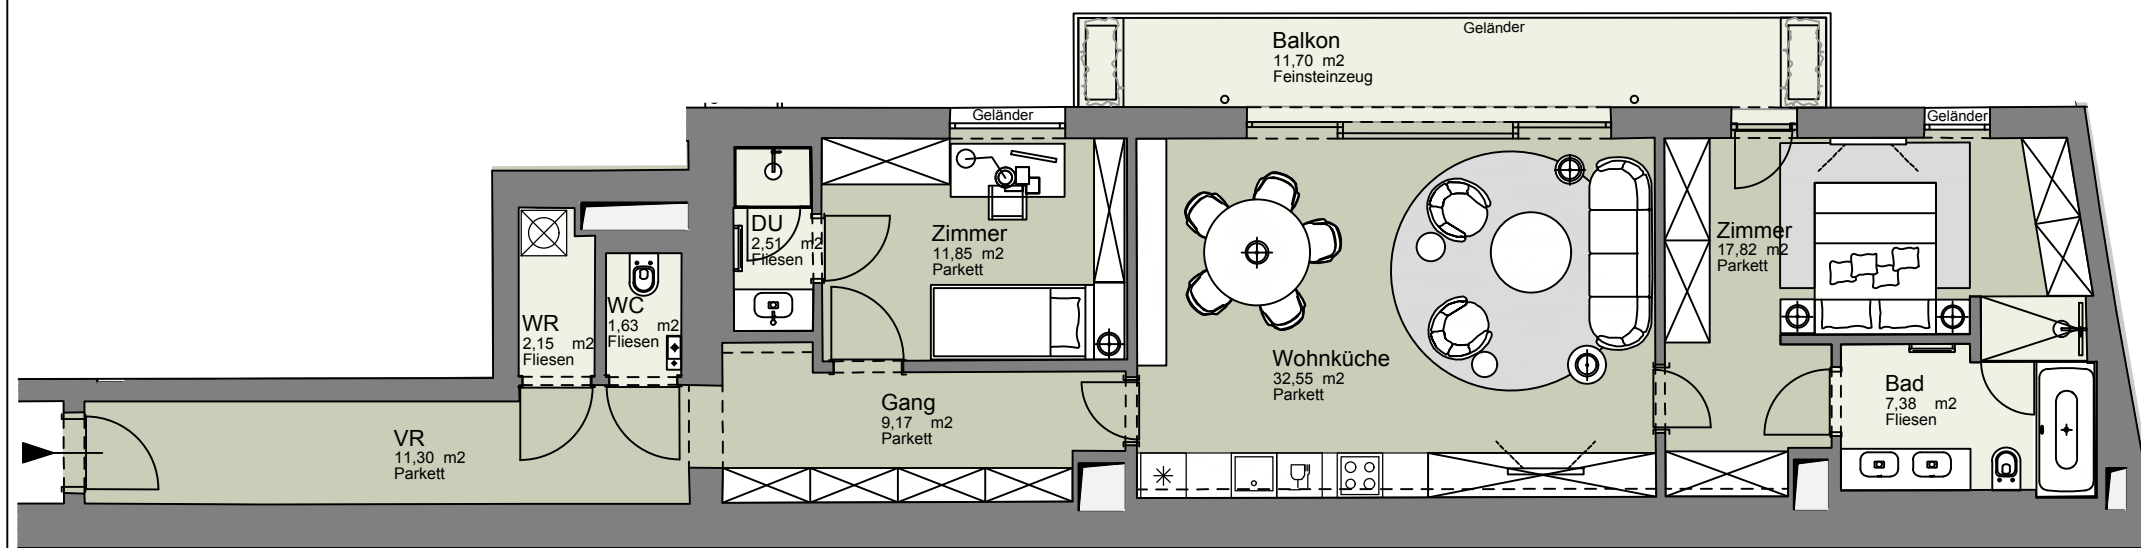 Geländer
Balkon
11,70 m2
Feinsteinzeug
Geländer
Geländer
DU
2,51 m2
Fliesen
Zimmer
11,85 m2
Parkett
Zimmer
17,82 m2
Parkett
WR
2,15 m2
Fliesen
WC
1,63 m2
Fliesen
Wohnküche
32,55 m2
Parkett
Bad
7,38 m2
Fliesen
Gang
9,17 m2
Parkett
VR
11,30 m2
Parkett